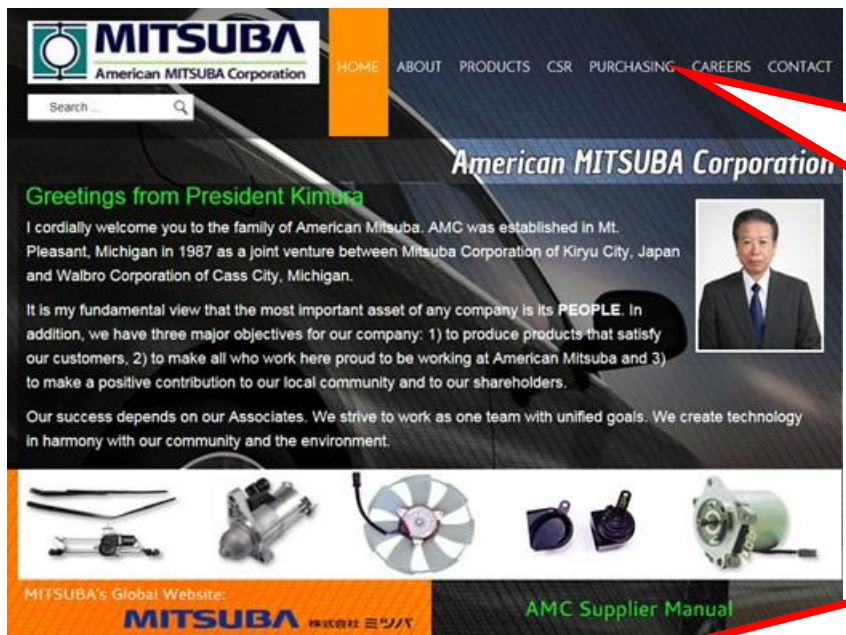 MITSUBA
American MITSUBA Corporation
HOME ABOUT PRODUCTS CSR PURCHASING CAREERS CONTACT
Search ...
American MITSUBA Corporation
Greetings from President Kimura
I cordially welcome you to the family of American Mitsuba. AMC was established in Mt.
Pleasant, Michigan in 1987 as a joint venture between Mitsuba Corporation of Kiryu City, Japan
and Walbro Corporation of Cass City, Michigan.
It is my fundamental view that the most important asset of any company is its PEOPLE. In
addition, we have three major objectives for our company: 1) to produce products that satisfy
our customers, 2) to make all who work here proud to be working at American Mitsuba and 3)
to make a positive contribution to our local community and to our shareholders.
Our success depends on our Associates. We strive to work as one team with unified goals. We create technology
in harmony with our community and the environment.
MITSUBA's Global Website:
MITSUBA 株式会社 ミツバ
AMC Supplier Manual